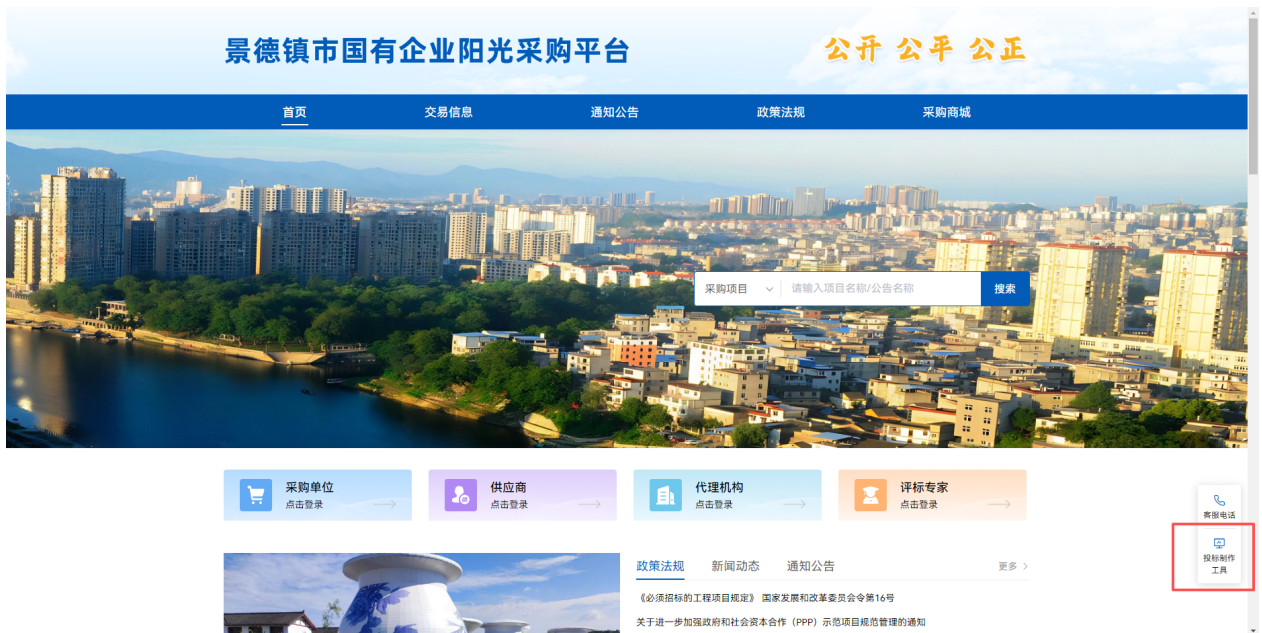 景德镇市国有企业阳光采购平台
公开 公平 公正
首页 交易信息 通知公告 政策法规 采购商城
采购项目 请输入项目名称/公告名称 搜索
采购单位
点击登录
供应商
点击登录
代理机构
点击登录
评标专家
点击登录
客服电话
投标制作
工具
政策法规 新闻动态 通知公告 更多
《必须招标的工程项目规定》 国家发展和改革委员会令第16号
关于进一步加强政府和社会资本合作（PPP）示范项目规范管理的通知